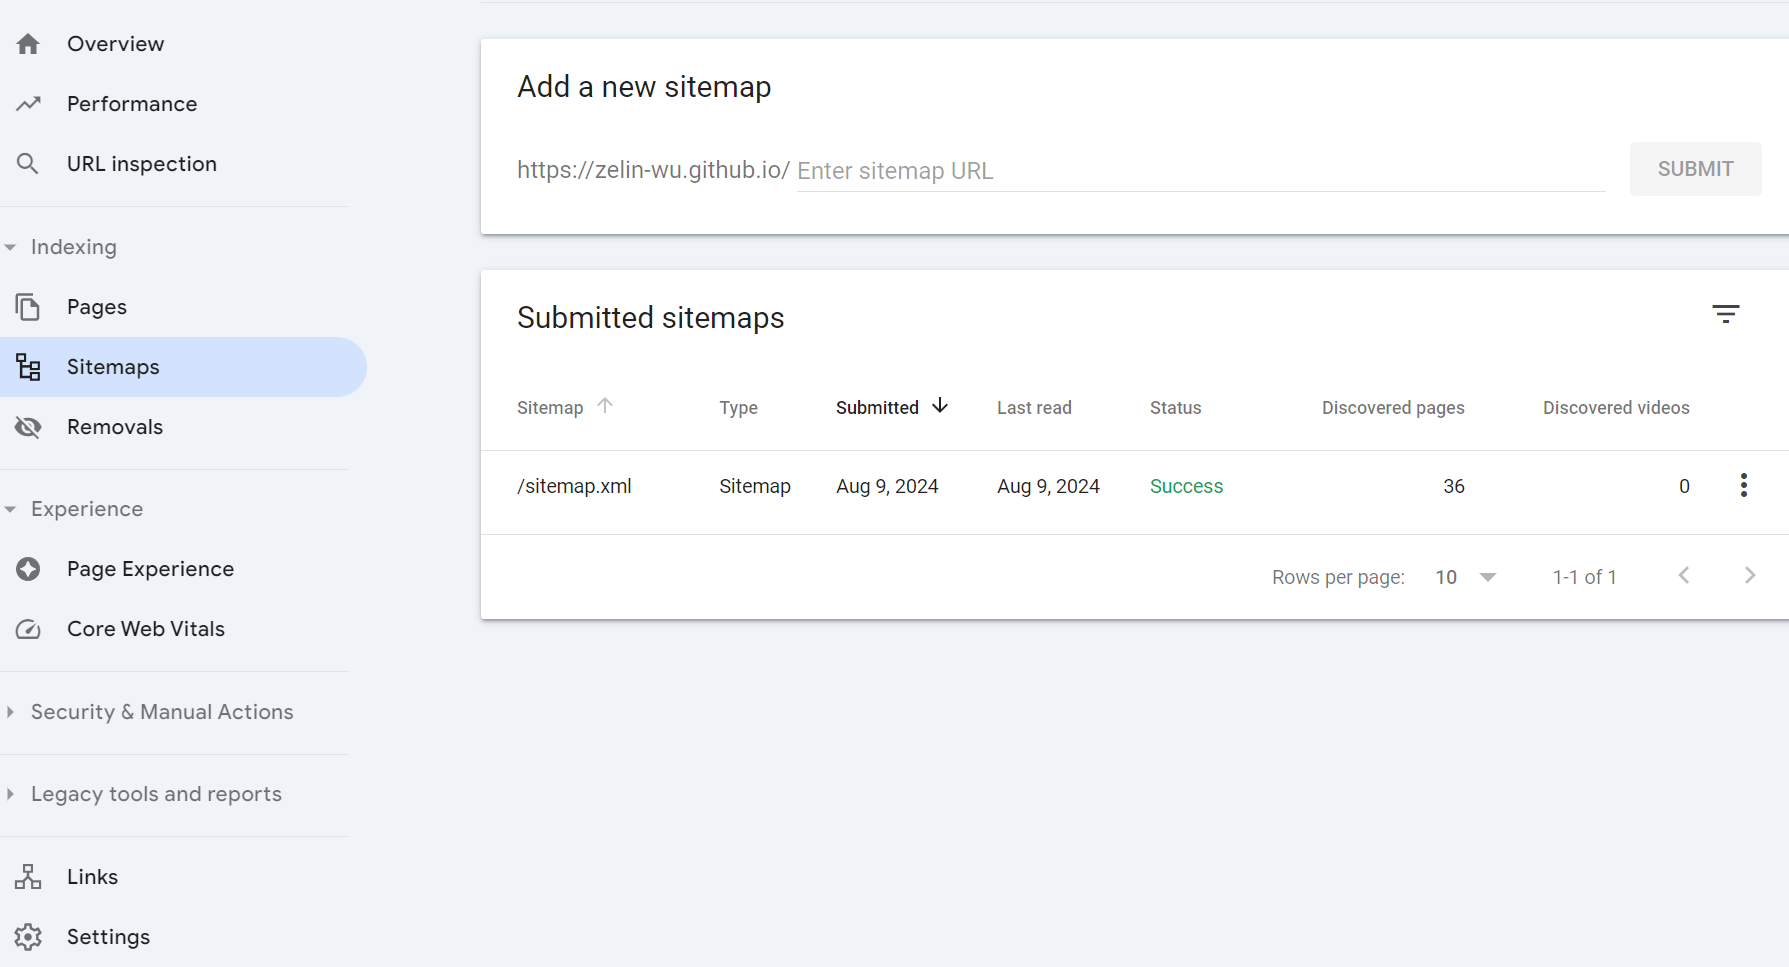 Overview
Performance
URL inspection
Indexing
Pages
Sitemaps
Removals
Experience
Page Experience
Core Web Vitals
Security & Manual Actions
Legacy tools and reports
Links
Settings
Add a new sitemap
https://zelin-wu.github.io/ Enter sitemap URL SUBMIT
Submitted sitemaps
Sitemap Type Submitted Last read Status Discovered pages Discovered videos
/sitemap.xml Sitemap Aug 9, 2024 Aug 9, 2024 Success 36 0
Rows per page: 10 1-1 of 1